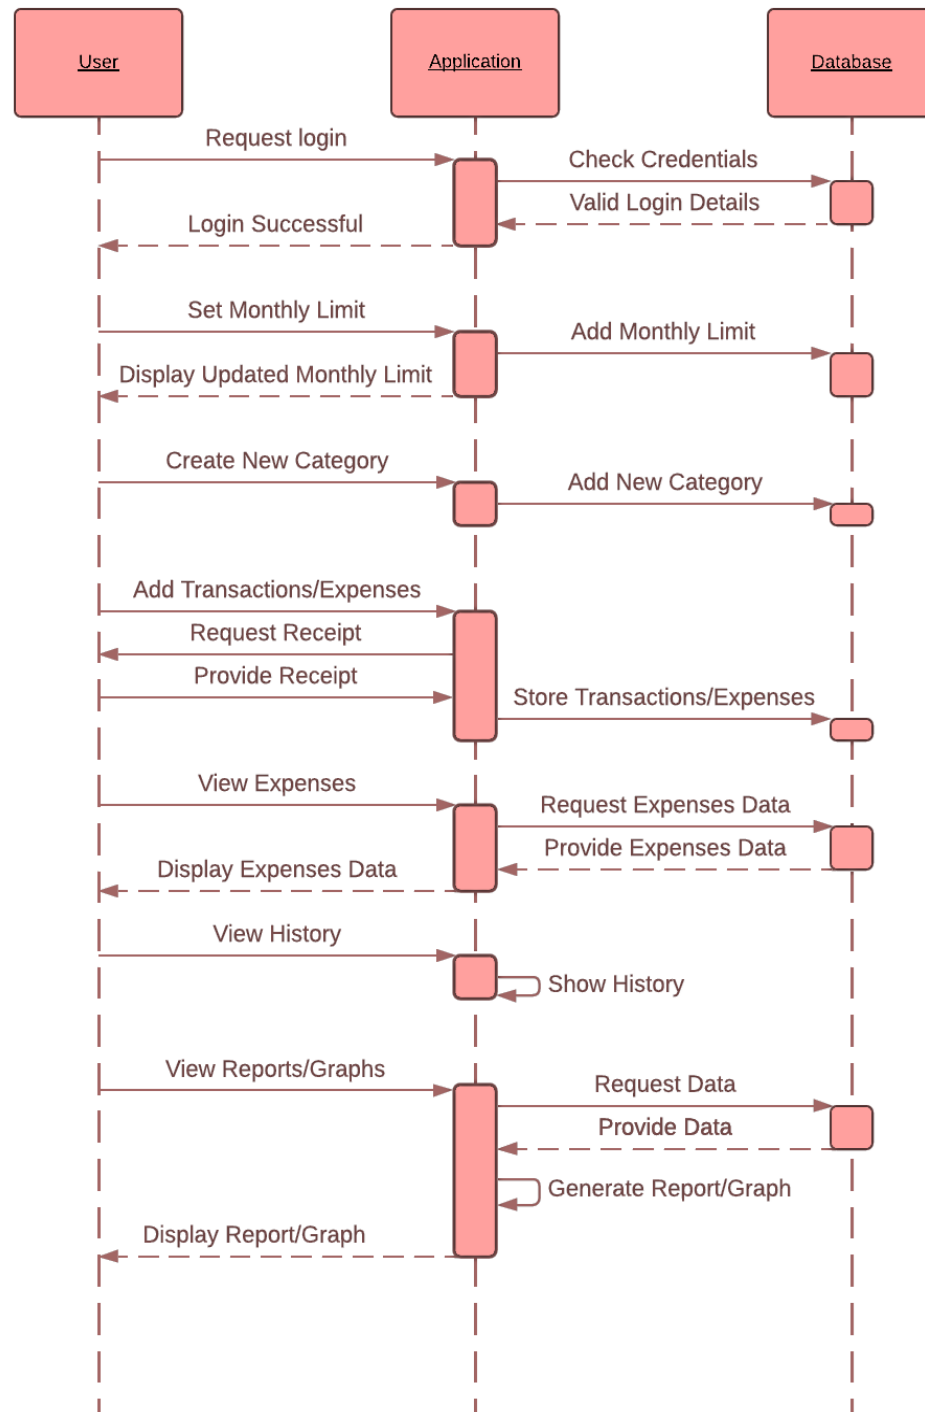 User
Application
Database
Request login
Check Credentials
Valid Login Details
Login Successful
Set Monthly Limit
Add Monthly Limit
Display Updated Monthly Limit
Create New Category
Add New Category
Add Transactions/Expenses
Request Receipt
Provide Receipt
Store Transactions/Expenses
View Expenses
Request Expenses Data
Provide Expenses Data
Display Expenses Data
View History
Show History
View Reports/Graphs
Request Data
Provide Data
Generate Report/Graph
Display Report/Graph